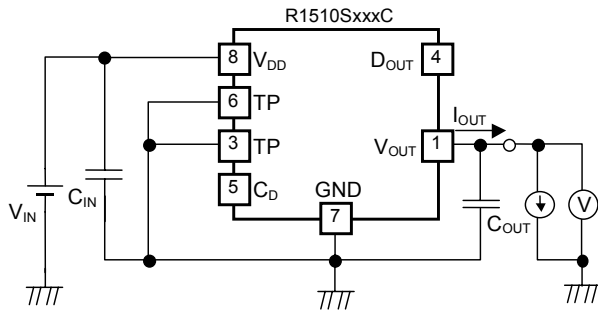 R1510SxxxC
8 VDD DOUT 4
6 TP
IOUT
3 TP VOUT 1
5 CD GND
7
VIN CIN COUT V